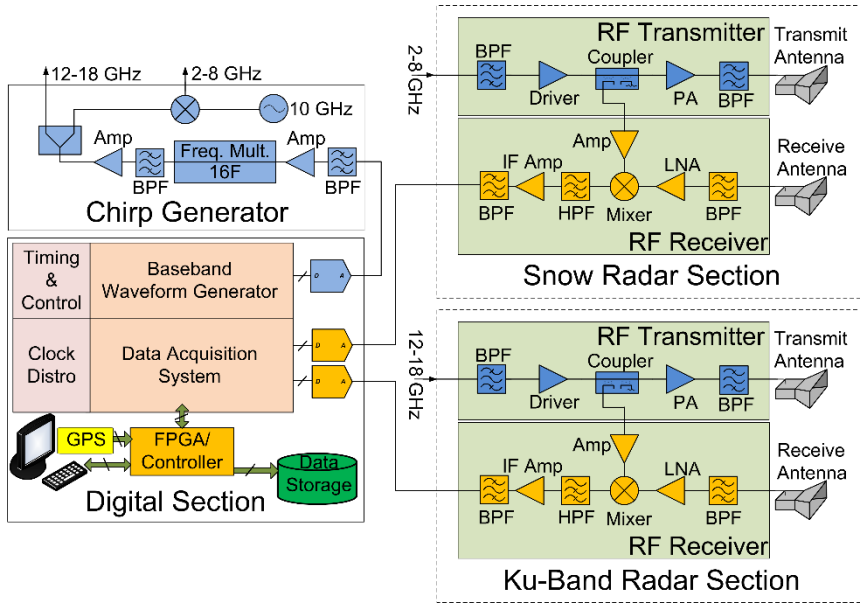 12-18 GHz
2-8 GHz
10 GHz
Amp
BPF
Freq. Mult.
16F
Amp
BPF
Chirp Generator
Timing
&
Control
Baseband
Waveform Generator
D A
Clock
Distro
Data Acquisition
System
D A
D A
GPS
FPGA/
Controller
Data
Storage
Digital Section
2-8 GHz
RF Transmitter
BPF
Driver
Coupler
PA
BPF
Transmit
Antenna
Amp
IF Amp
LNA
BPF
HPF
Mixer
BPF
Receive
Antenna
RF Receiver
Snow Radar Section
12-18 GHz
RF Transmitter
BPF
Driver
Coupler
PA
BPF
Transmit
Antenna
Amp
IF Amp
LNA
BPF
HPF
Mixer
BPF
Receive
Antenna
RF Receiver
Ku-Band Radar Section